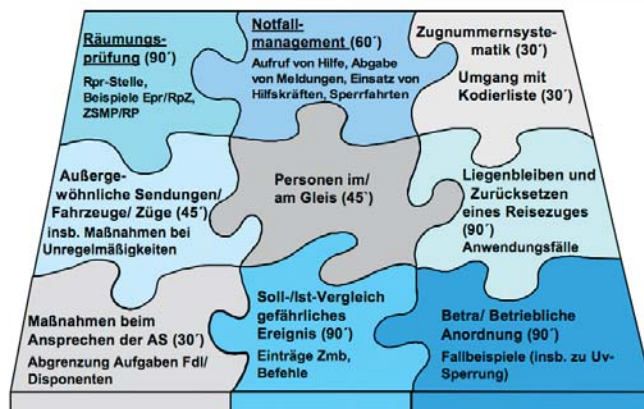 Räumungs-
prüfung (90´)
Rpr-Stelle,
Beispiele Epr/RpZ,
ZSMP/RP
Notfall-
management (60´)
Aufruf von Hilfe, Abgabe
von Meldungen, Einsatz von
Hilfskräften, Sperrfahrten
Zugnummernsyste-
matik (30´)
Umgang mit
Kodierliste (30´)
Außerge-
wöhnliche Sendungen/
Fahrzeuge/ Züge (45´)
insb. Maßnahmen bei
Unregelmäßigkeiten
Personen im/
am Gleis (45`)
Liegenbleiben und
Zurücksetzen
eines Reisezuges
(90´)
Anwendungsfälle
Maßnahmen beim
Ansprechen der AS (30´)
Abgrenzung Aufgaben Fdl/
Disponenten
Soll-/Ist-Vergleich
gefährliches
Ereignis (90´)
Einträge Zmb,
Befehle
Betra/ Betriebliche
Anordnung (90´)
Fallbeispiele (insb. zu Uv-
Sperrung)